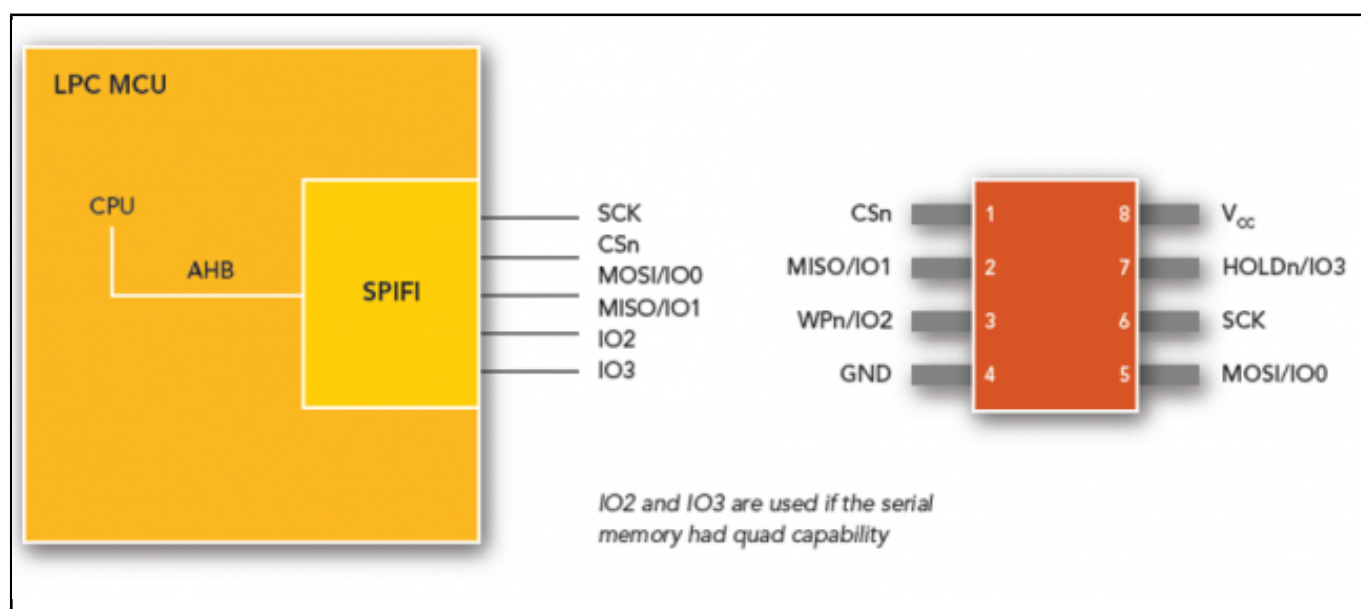 LPC MCU
CPU
AHB
SPIFI
SCK
CSn
MOSI/IO0
MISO/IO1
IO2
IO3
CSn 1 8 Vcc
MISO/IO1 2 7 HOLDn/IO3
WPn/IO2 3 6 SCK
GND 4 5 MOSI/IO0
IO2 and IO3 are used if the serial
memory had quad capability